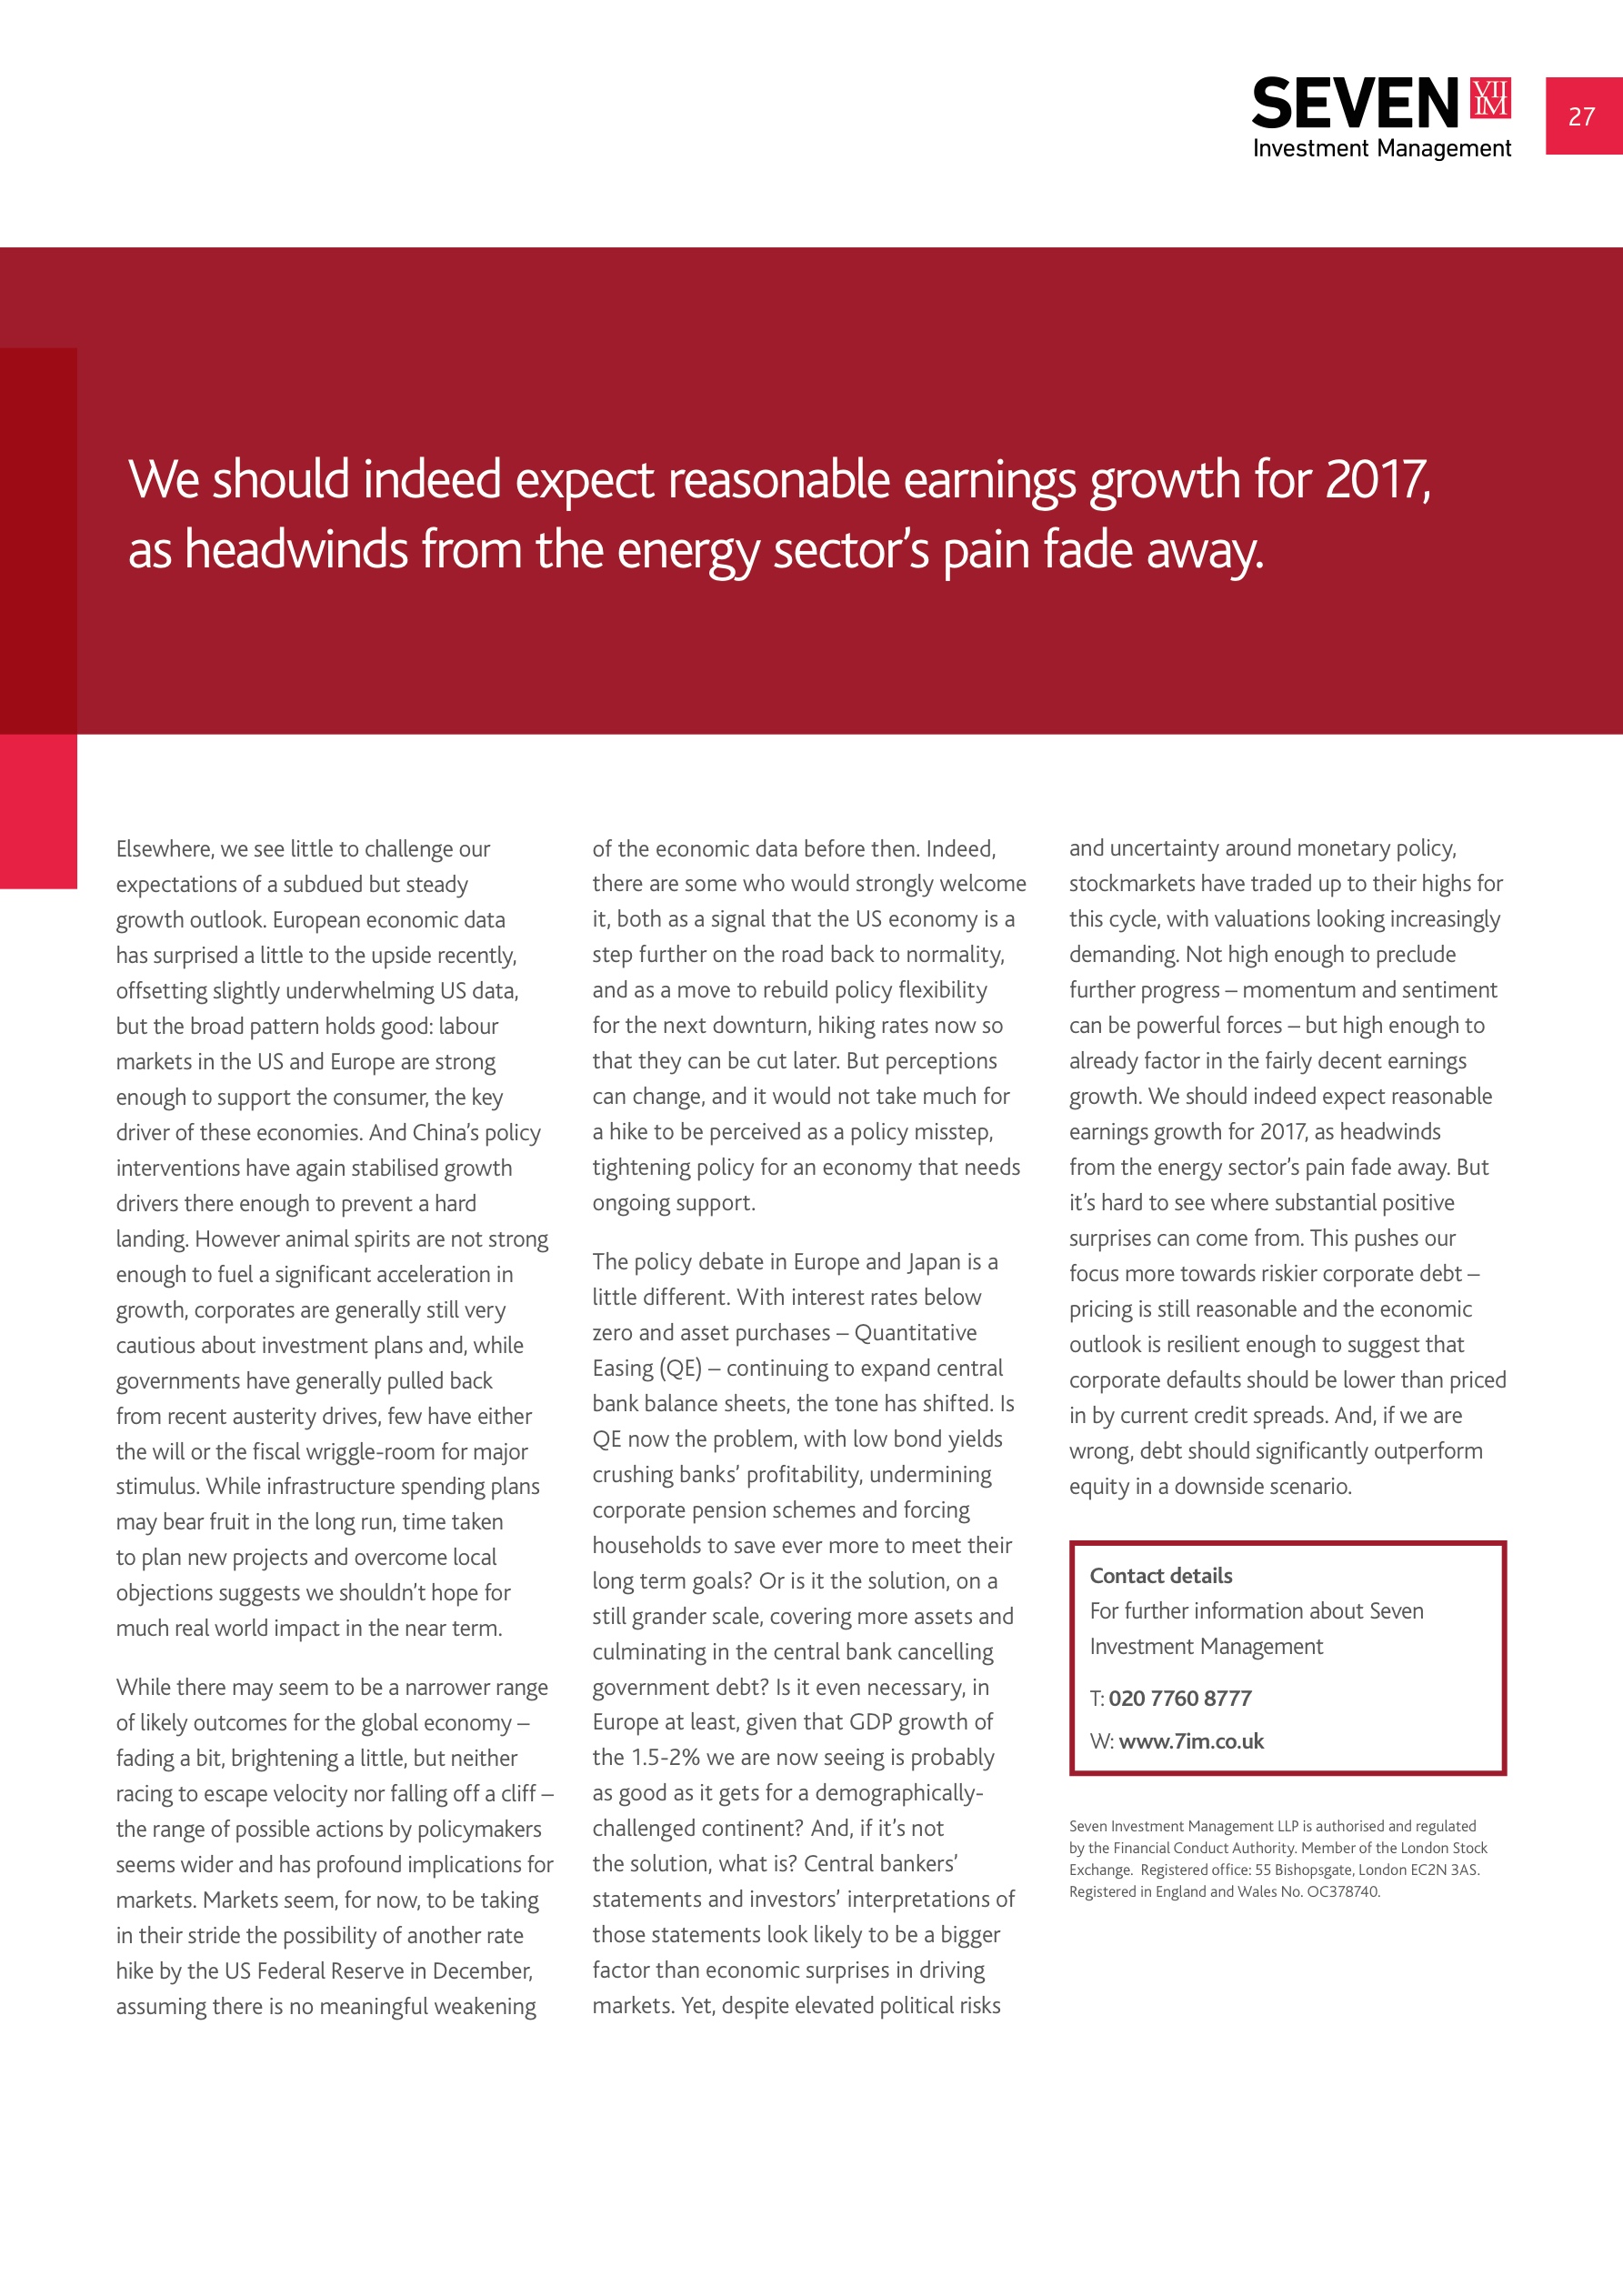 SEVEN
VII
IM
Investment Management
27
We should indeed expect reasonable earnings growth for 2017,
as headwinds from the energy sector’s pain fade away.
Elsewhere, we see little to challenge our
expectations of a subdued but steady
growth outlook. European economic data
has surprised a little to the upside recently,
offsetting slightly underwhelming US data,
but the broad pattern holds good: labour
markets in the US and Europe are strong
enough to support the consumer, the key
driver of these economies. And China’s policy
interventions have again stabilised growth
drivers there enough to prevent a hard
landing. However animal spirits are not strong
enough to fuel a significant acceleration in
growth, corporates are generally still very
cautious about investment plans and, while
governments have generally pulled back
from recent austerity drives, few have either
the will or the fiscal wriggle-room for major
stimulus. While infrastructure spending plans
may bear fruit in the long run, time taken
to plan new projects and overcome local
objections suggests we shouldn’t hope for
much real world impact in the near term.
While there may seem to be a narrower range
of likely outcomes for the global economy –
fading a bit, brightening a little, but neither
racing to escape velocity nor falling off a cliff –
the range of possible actions by policymakers
seems wider and has profound implications for
markets. Markets seem, for now, to be taking
in their stride the possibility of another rate
hike by the US Federal Reserve in December,
assuming there is no meaningful weakening
of the economic data before then. Indeed,
there are some who would strongly welcome
it, both as a signal that the US economy is a
step further on the road back to normality,
and as a move to rebuild policy flexibility
for the next downturn, hiking rates now so
that they can be cut later. But perceptions
can change, and it would not take much for
a hike to be perceived as a policy misstep,
tightening policy for an economy that needs
ongoing support.
The policy debate in Europe and Japan is a
little different. With interest rates below
zero and asset purchases – Quantitative
Easing (QE) – continuing to expand central
bank balance sheets, the tone has shifted. Is
QE now the problem, with low bond yields
crushing banks’ profitability, undermining
corporate pension schemes and forcing
households to save ever more to meet their
long term goals? Or is it the solution, on a
still grander scale, covering more assets and
culminating in the central bank cancelling
government debt? Is it even necessary, in
Europe at least, given that GDP growth of
the 1.5-2% we are now seeing is probably
as good as it gets for a demographically-
challenged continent? And, if it’s not
the solution, what is? Central bankers’
statements and investors’ interpretations of
those statements look likely to be a bigger
factor than economic surprises in driving
markets. Yet, despite elevated political risks
and uncertainty around monetary policy,
stockmarkets have traded up to their highs for
this cycle, with valuations looking increasingly
demanding. Not high enough to preclude
further progress – momentum and sentiment
can be powerful forces – but high enough to
already factor in the fairly decent earnings
growth. We should indeed expect reasonable
earnings growth for 2017, as headwinds
from the energy sector’s pain fade away. But
it’s hard to see where substantial positive
surprises can come from. This pushes our
focus more towards riskier corporate debt –
pricing is still reasonable and the economic
outlook is resilient enough to suggest that
corporate defaults should be lower than priced
in by current credit spreads. And, if we are
wrong, debt should significantly outperform
equity in a downside scenario.
Contact details
For further information about Seven
Investment Management
T: 020 7760 8777
W: www.7im.co.uk
Seven Investment Management LLP is authorised and regulated
by the Financial Conduct Authority. Member of the London Stock
Exchange. Registered office: 55 Bishopsgate, London EC2N 3AS.
Registered in England and Wales No. OC378740.